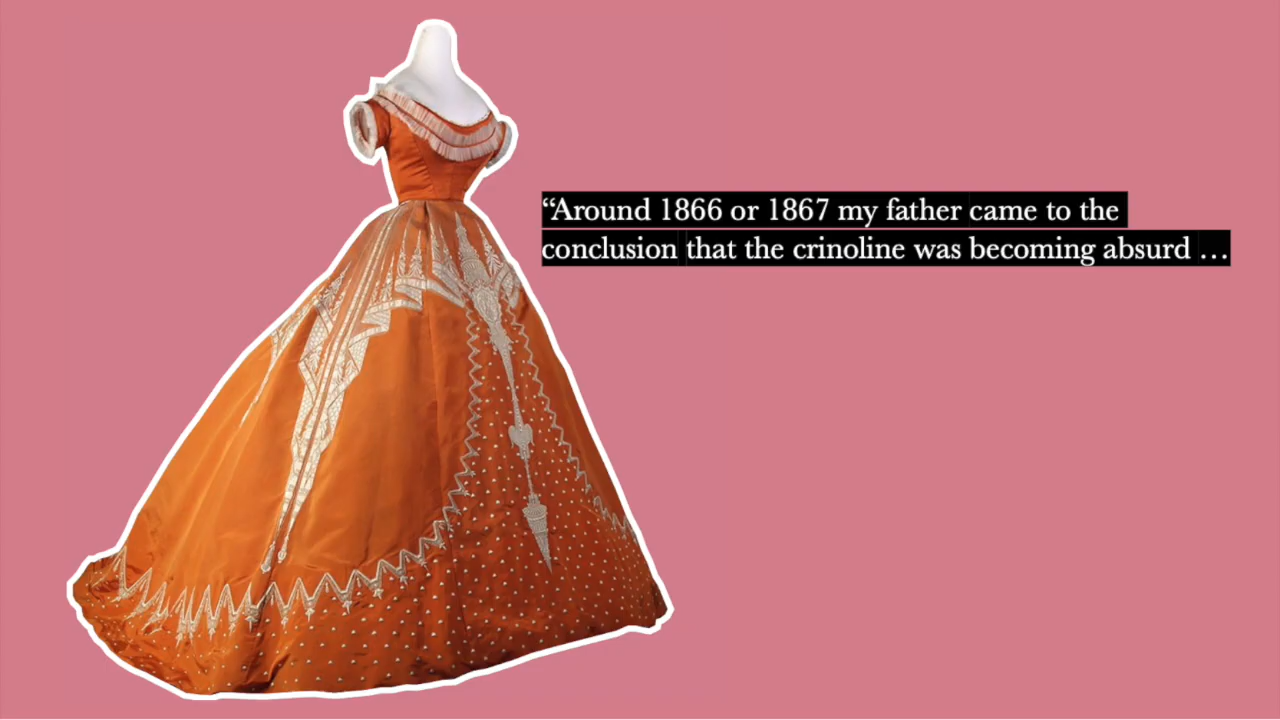 “Around 1866 or 1867 my father came to the
conclusion that the crinoline was becoming absurd …